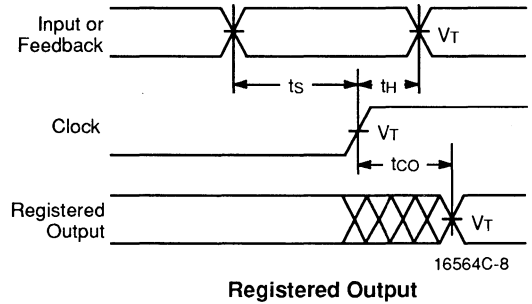 Input or
Feedback
VT
tS
tH
Clock
VT
tCO
Registered
Output
VT
16564C-8
Registered Output